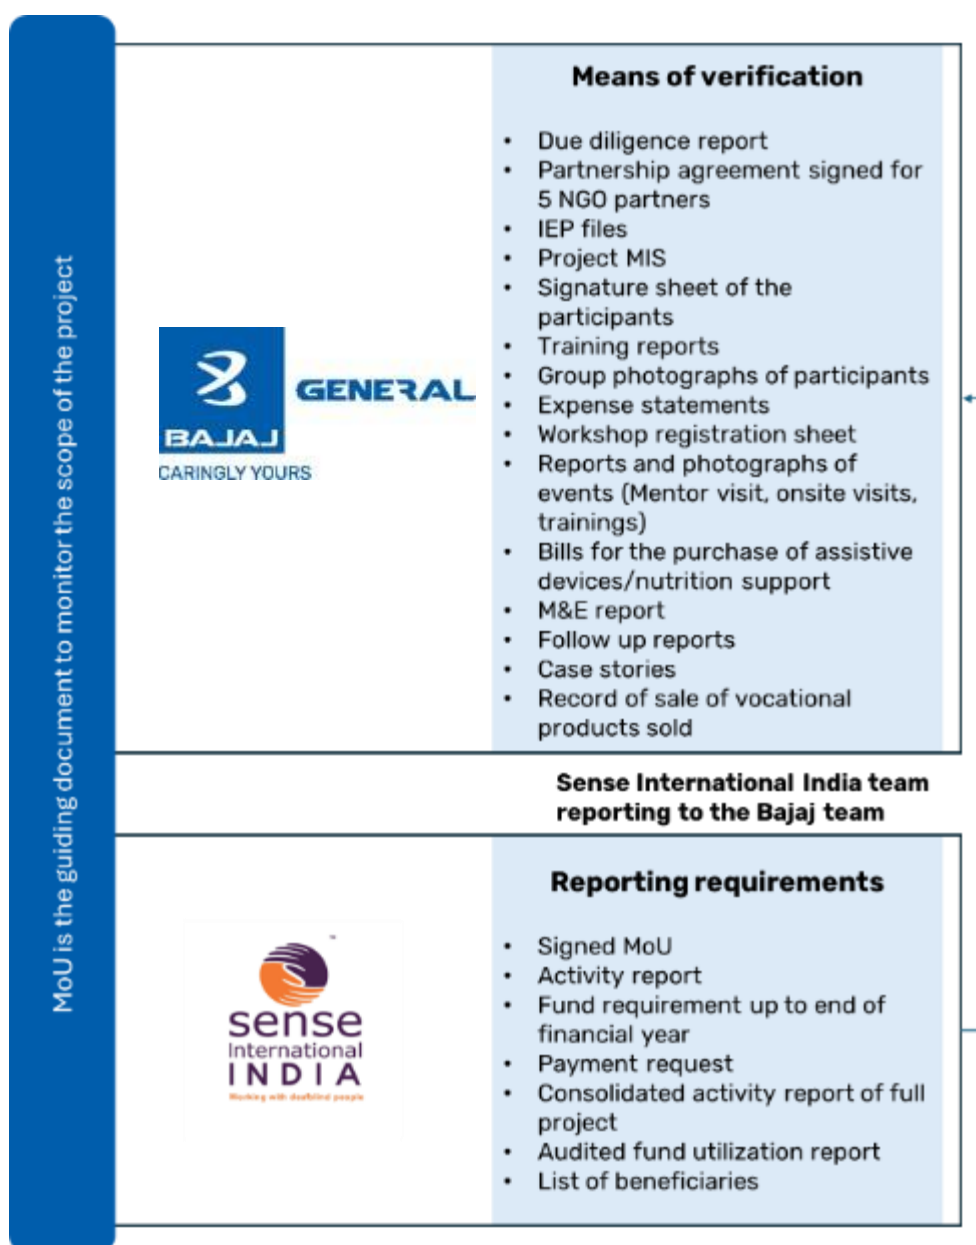 MoU is the guiding document to monitor the scope of the project
BAJAJ
GENERAL
CARINGLY YOURS
Means of verification
• Due diligence report
• Partnership agreement signed for
5 NGO partners
• IEP files
• Project MIS
• Signature sheet of the
participants
• Training reports
• Group photographs of participants
• Expense statements
• Workshop registration sheet
• Reports and photographs of
events (Mentor visit, onsite visits,
trainings)
• Bills for the purchase of assistive
devices/nutrition support
• M&E report
• Follow up reports
• Case stories
• Record of sale of vocational
products sold
Sense International India team
reporting to the Bajaj team
sense
International
INDIA
Working with deafblind people
Reporting requirements
• Signed MoU
• Activity report
• Fund requirement up to end of
financial year
• Payment request
• Consolidated activity report of full
project
• Audited fund utilization report
• List of beneficiaries